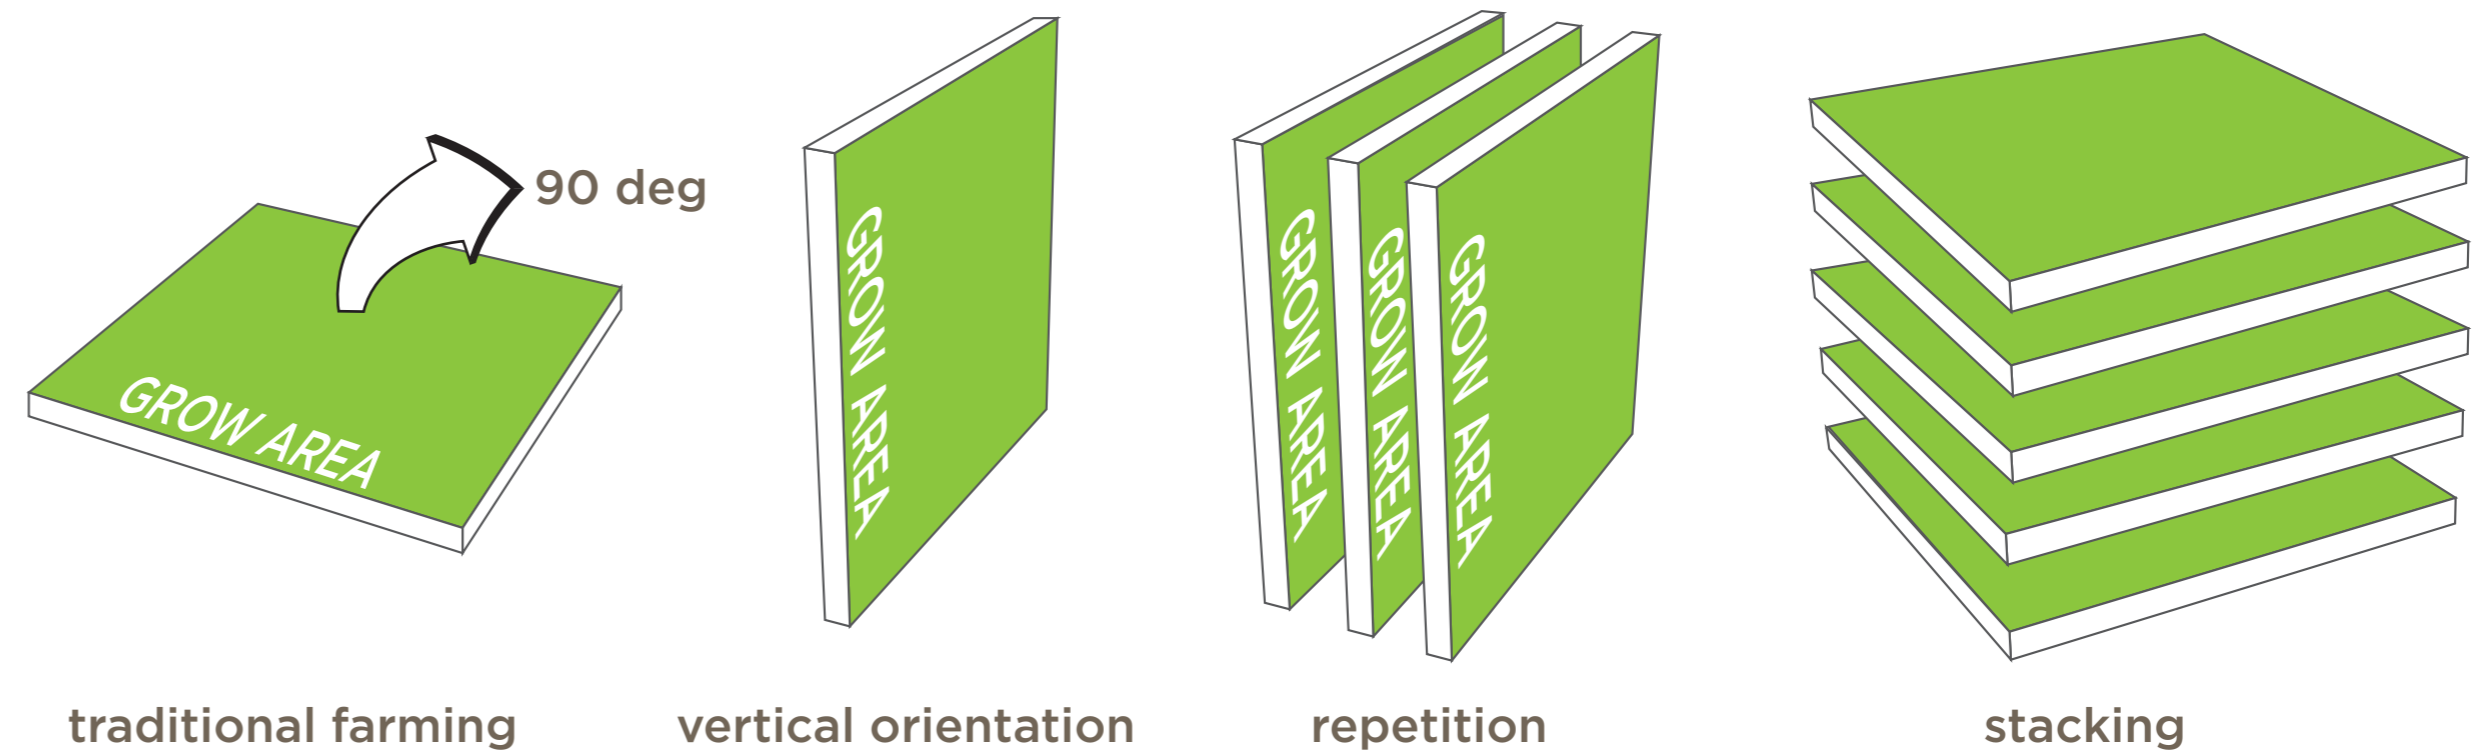 90 deg
GROW AREA
GROW AREA
GROW AREA
GROW AREA
GROW AREA
traditional farming
vertical orientation
repetition
stacking